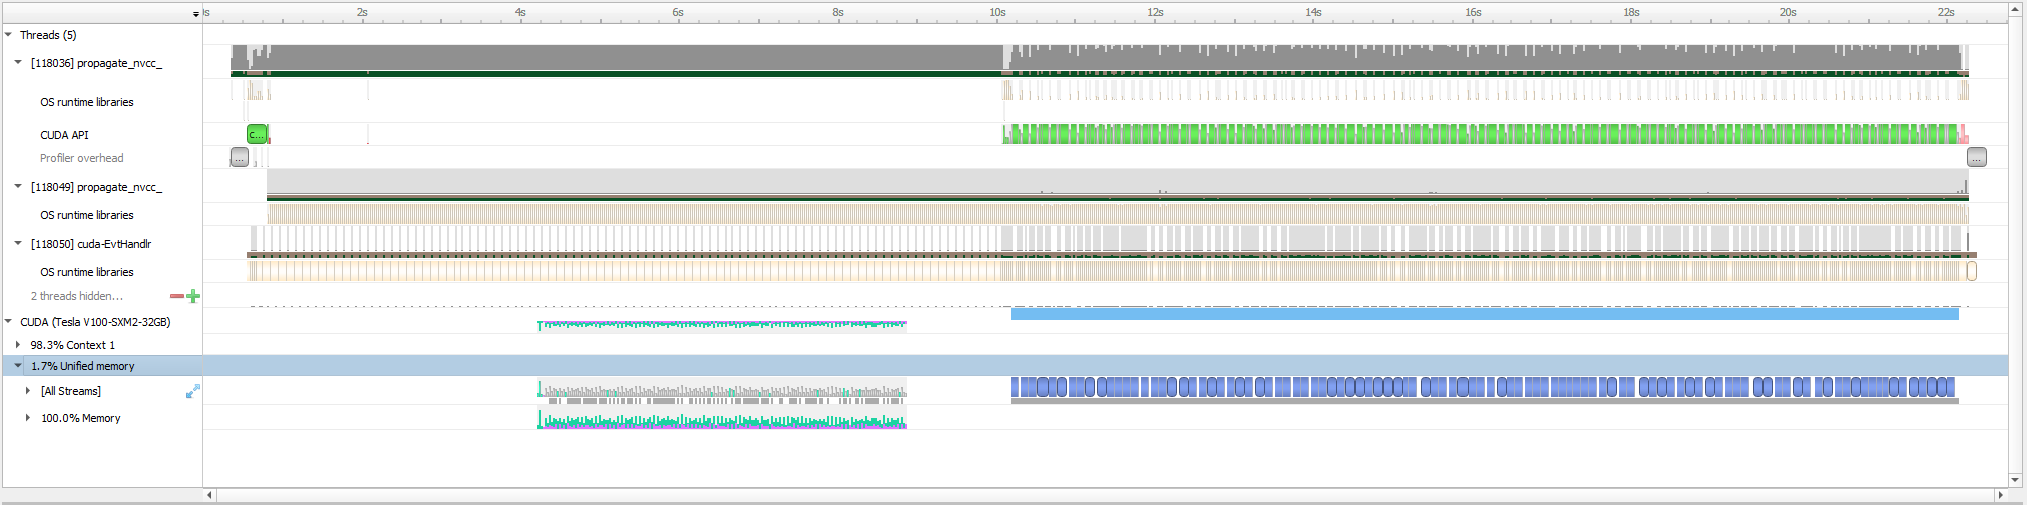 0s 2s 4s 6s 8s 10s 12s 14s 16s 18s 20s 22s
Threads (5)
[118036] propagate_nvcc_
OS runtime libraries
CUDA API
c...
Profiler overhead
...
...
[118049] propagate_nvcc_
OS runtime libraries
[118050] cuda-EvtHandlr
OS runtime libraries
2 threads hidden...
CUDA (Tesla V100-SXM2-32GB)
98.3% Context 1
1.7% Unified memory
[All Streams]
100.0% Memory